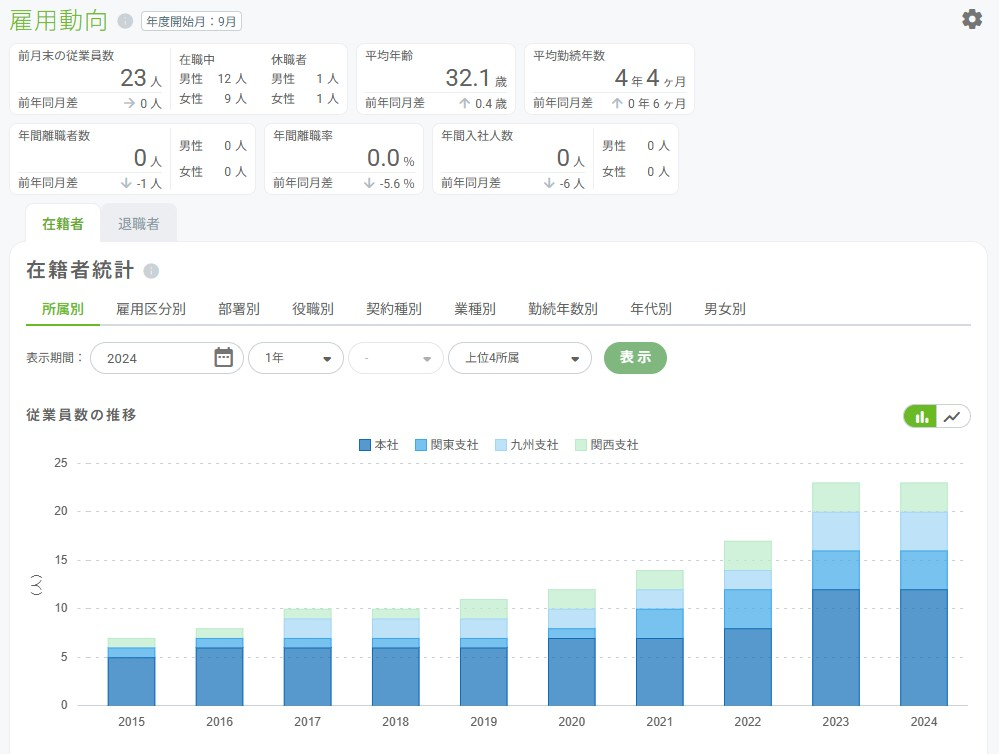 雇用動向 i 年度開始月：9月
前月末の従業員数
23 人
前年同月差 → 0 人
在職中 休職者
男性 12 人 男性 1 人
女性 9 人 女性 1 人
平均年齢
32.1 歳
前年同月差 ↑ 0.4 歳
平均勤続年数
4 年 4 ヶ月
前年同月差 ↑ 0 年 6 ヶ月
年間離職者数
0 人
前年同月差 ↓ -1 人
男性 0 人
女性 0 人
年間離職率
0.0 %
前年同月差 ↓ -5.6 %
年間入社人数
0 人
前年同月差 ↓ -6 人
男性 0 人
女性 0 人
在籍者 退職者
在籍者統計 i
所属別 雇用区分別 部署別 役職別 契約種別 業種別 勤続年数別 年代別 男女別
表示期間： 2024 1年 - 上位4所属 表示
従業員数の推移
本社 関東支社 九州支社 関西支社
25
20
15
(人)
10
5
0
2015 2016 2017 2018 2019 2020 2021 2022 2023 2024